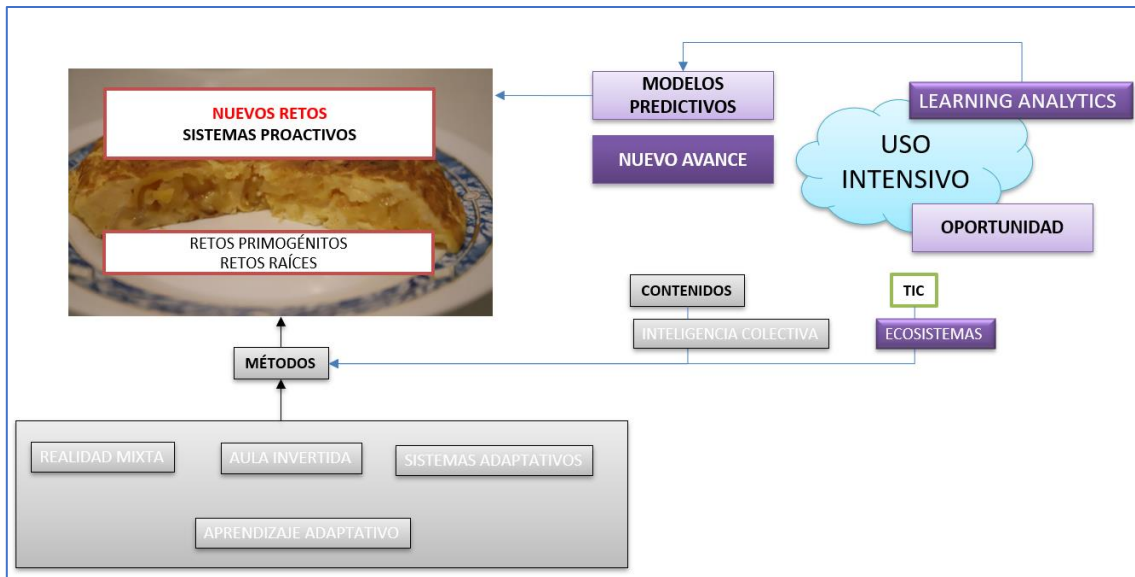 NUEVOS RETOS
SISTEMAS PROACTIVOS
RETOS PRIMOGÉNITOS
RETOS RAÍCES
MODELOS
PREDICTIVOS
NUEVO AVANCE
LEARNING ANALYTICS
USO
INTENSIVO
OPORTUNIDAD
CONTENIDOS
TIC
INTELIGENCIA COLECTIVA
ECOSISTEMAS
MÉTODOS
REALIDAD MIXTA
AULA INVERTIDA
SISTEMAS ADAPTATIVOS
APRENDIZAJE ADAPTATIVO